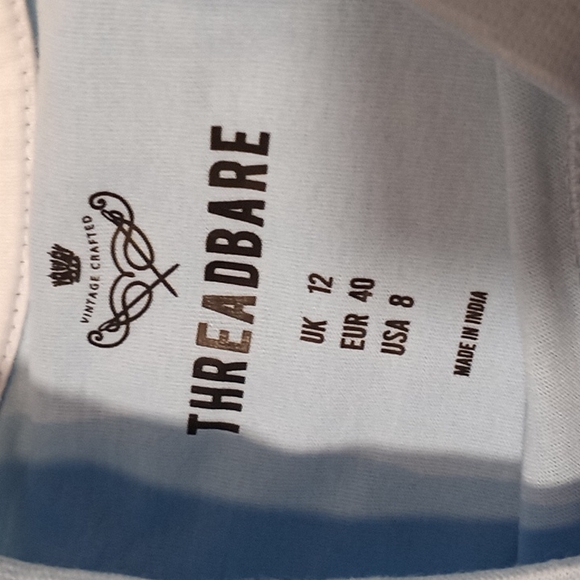 VINTAGE CRAFTED
THREADBARE
UK 12
EUR 40
USA 8
MADE IN INDIA